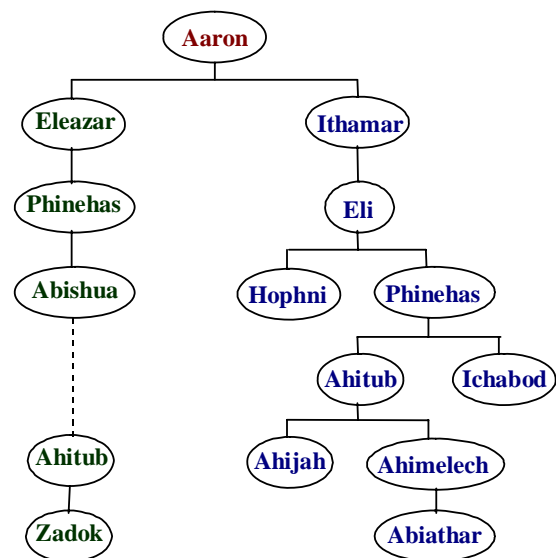 Aaron
Eleazar
Ithamar
Phinehas
Eli
Abishua
Hophni
Phinehas
Ahitub
Ichabod
Ahitub
Ahijah
Ahimelech
Zadok
Abiathar